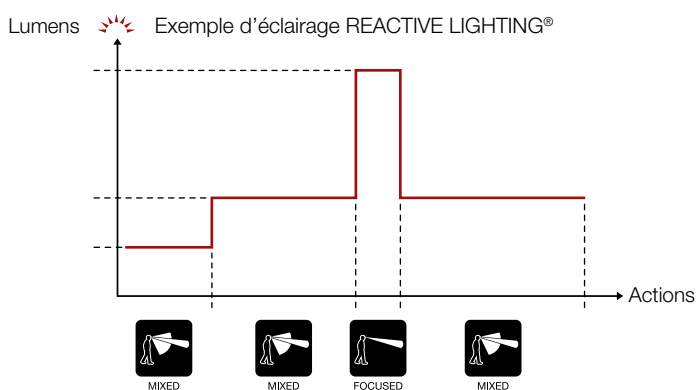 Lumens
Exemple d'éclairage REACTIVE LIGHTING®
Actions
MIXED
MIXED
FOCUSED
MIXED